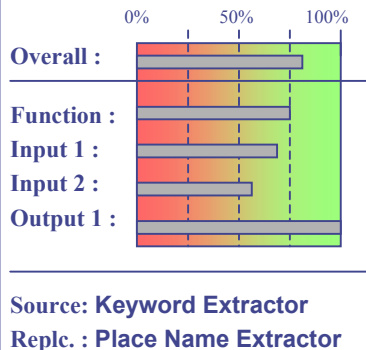 0% 50% 100%
Overall :
Function :
Input 1 :
Input 2 :
Output 1 :
Source: Keyword Extractor
Replc. : Place Name Extractor